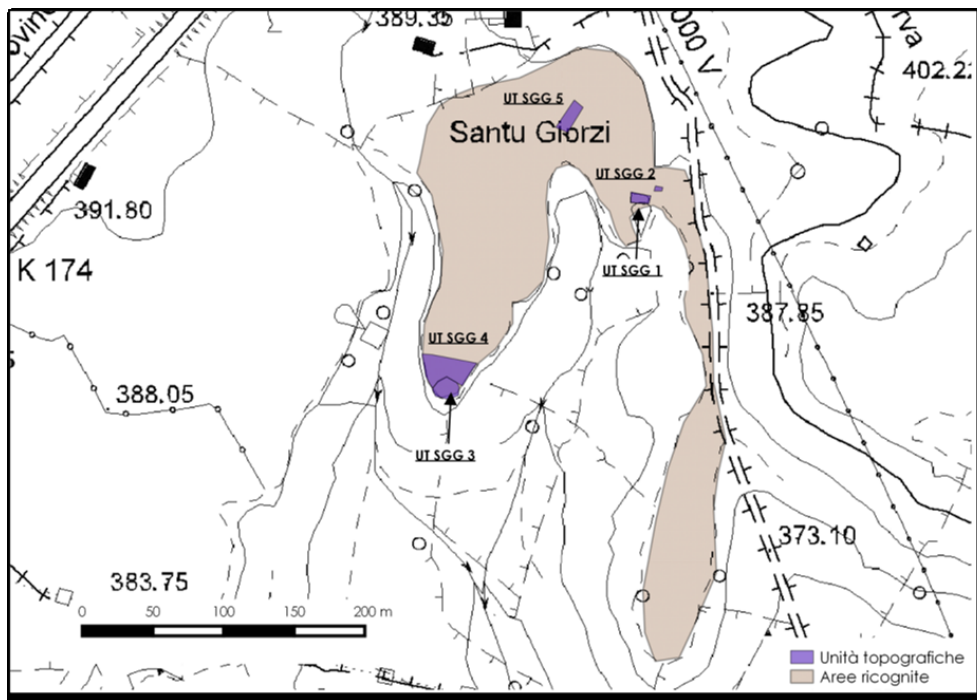 389.35
000 V
rva
402.2
UT SGG 5
Santu Giorzi
UT SGG 2
391.80
K 174
UT SGG 1
387.85
UT SGG 4
388.05
UT SGG 3
373.10
383.75
0 50 100 150 200 m
Unità topografiche
Aree ricognite